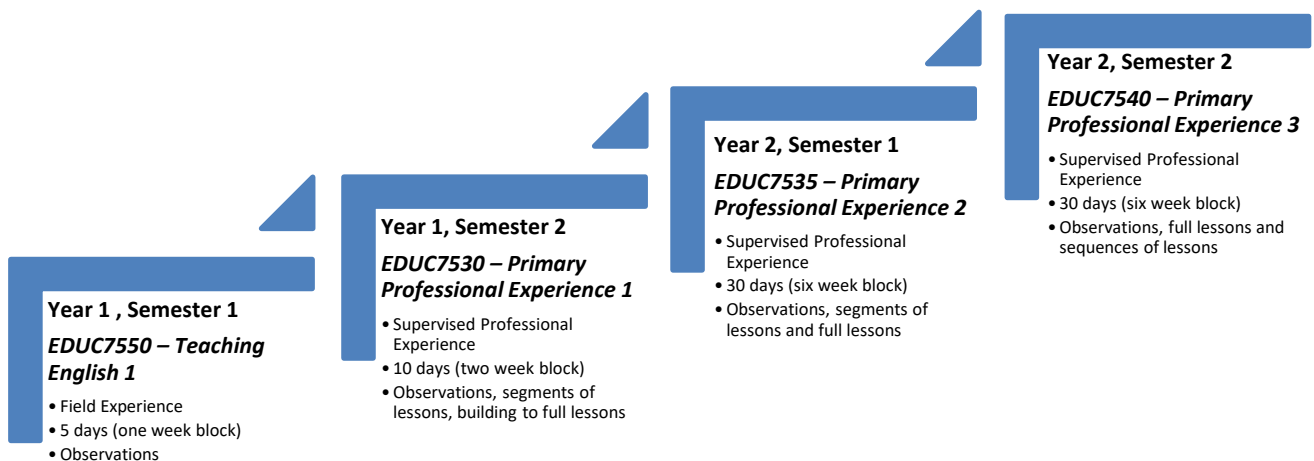 Year 1 , Semester 1
EDUC7550 – Teaching
English 1
• Field Experience
• 5 days (one week block)
• Observations
Year 1, Semester 2
EDUC7530 – Primary
Professional Experience 1
• Supervised Professional
Experience
• 10 days (two week block)
• Observations, segments of
lessons, building to full lessons
Year 2, Semester 1
EDUC7535 – Primary
Professional Experience 2
• Supervised Professional
Experience
• 30 days (six week block)
• Observations, segments of
lessons and full lessons
Year 2, Semester 2
EDUC7540 – Primary
Professional Experience 3
• Supervised Professional
Experience
• 30 days (six week block)
• Observations, full lessons and
sequences of lessons